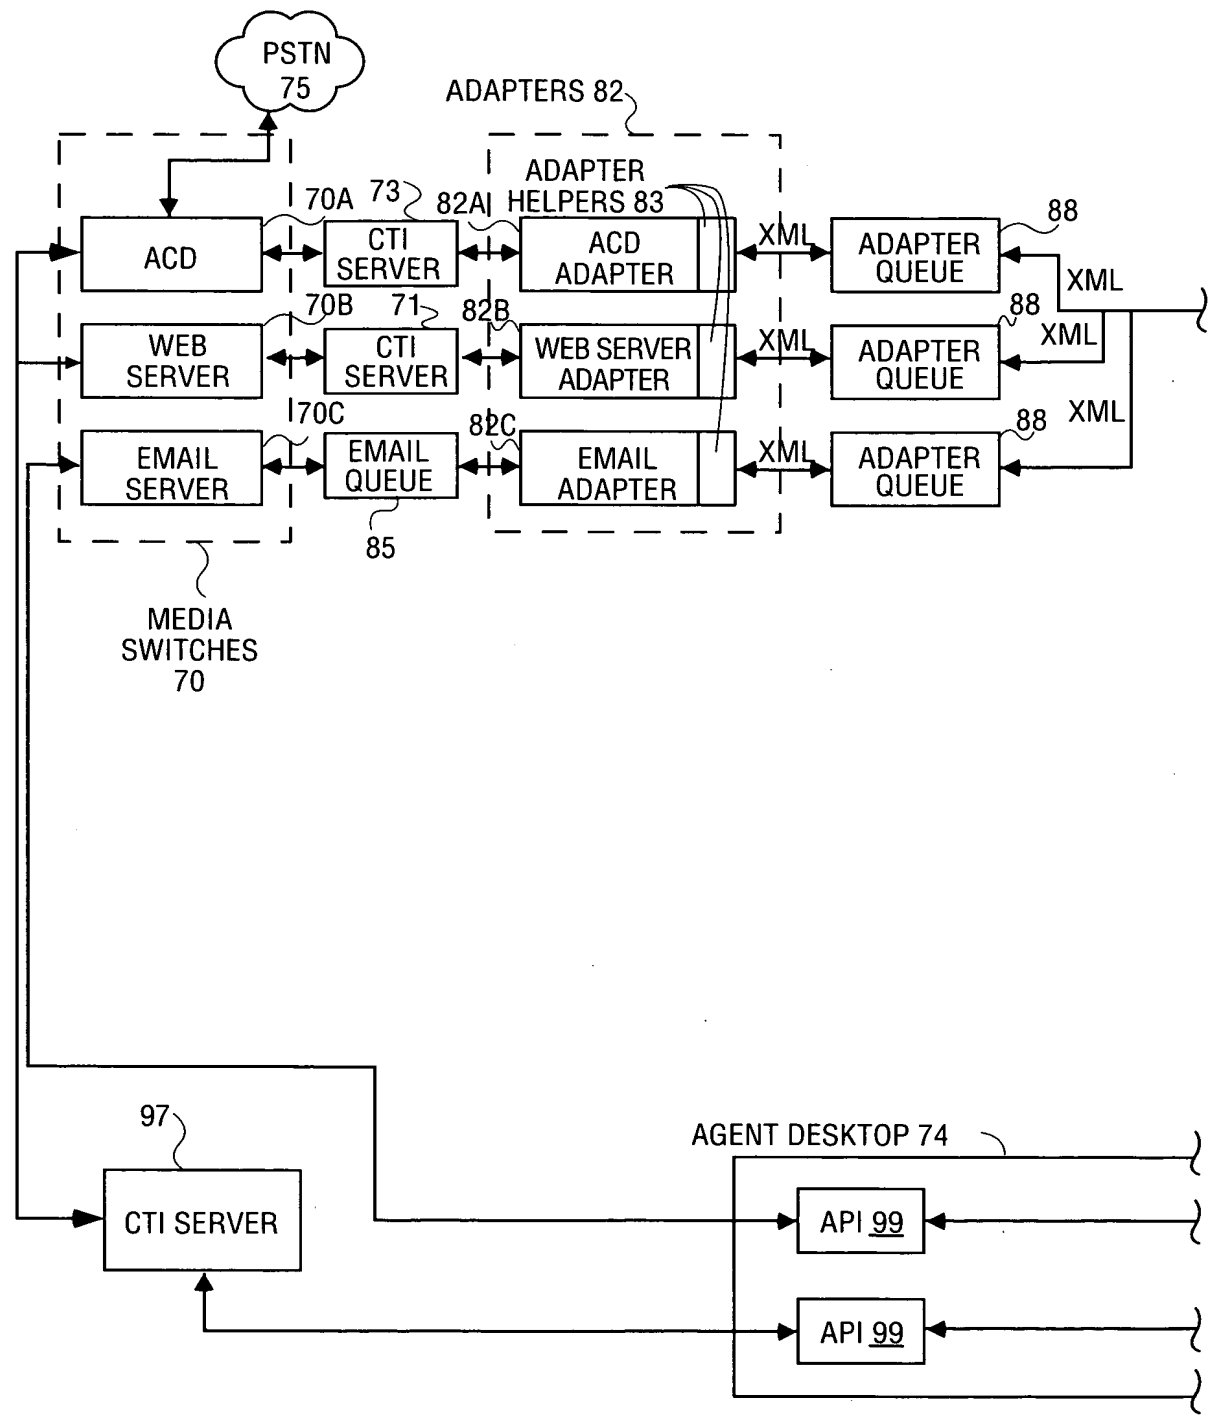 PSTN
75
ADAPTERS 82
ADAPTER
HELPERS 83
70A
73
82A
88
ACD
CTI
SERVER
ACD
ADAPTER
XML
ADAPTER
QUEUE
XML
70B
71
82B
88
XML
WEB
SERVER
CTI
SERVER
WEB SERVER
ADAPTER
XML
ADAPTER
QUEUE
70C
82C
88
XML
EMAIL
SERVER
EMAIL
QUEUE
EMAIL
ADAPTER
XML
ADAPTER
QUEUE
85
MEDIA
SWITCHES
70
97
AGENT DESKTOP 74
CTI SERVER
API 99
API 99